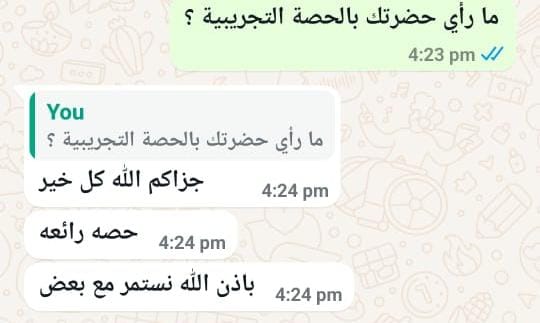 ما رأي حضرتك بالحصة التجريبية ؟
4:23 pm
You
ما رأي حضرتك بالحصة التجريبية ؟
جزاكم الله كل خير
4:24 pm
حصه رائعه
4:24 pm
باذن الله نستمر مع بعض
4:24 pm